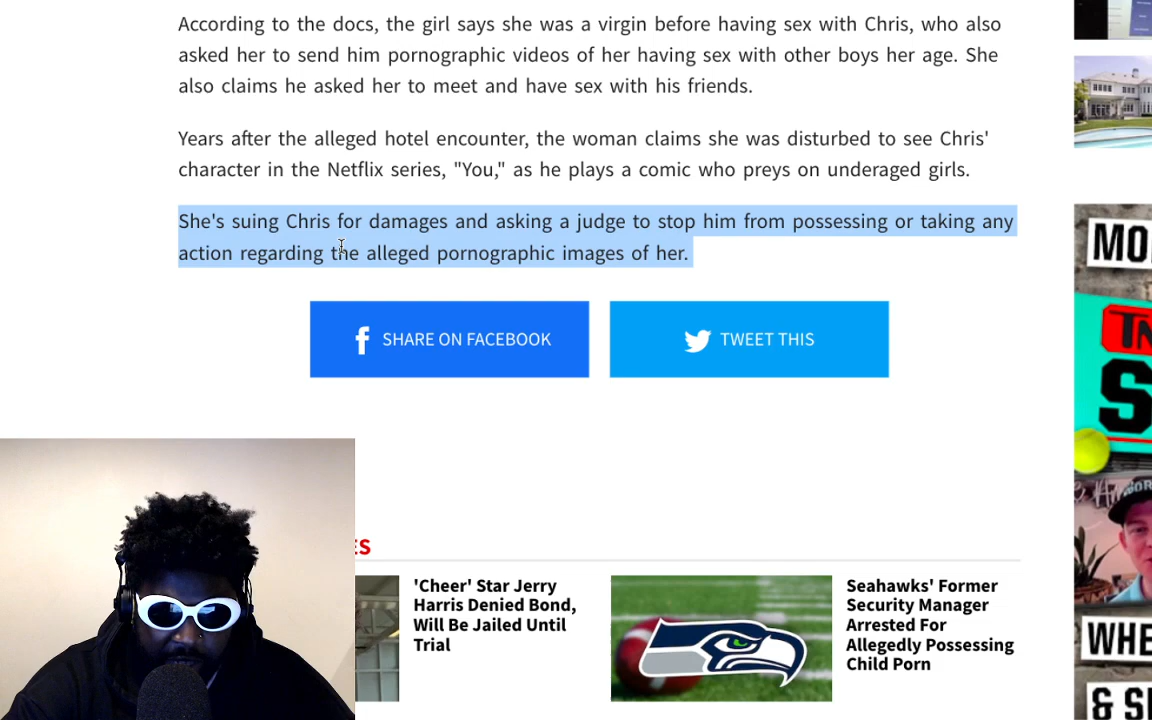 According to the docs, the girl says she was a virgin before having sex with Chris, who also
asked her to send him pornographic videos of her having sex with other boys her age. She
also claims he asked her to meet and have sex with his friends.
Years after the alleged hotel encounter, the woman claims she was disturbed to see Chris'
character in the Netflix series, "You," as he plays a comic who preys on underaged girls.
She's suing Chris for damages and asking a judge to stop him from possessing or taking any
action regarding the alleged pornographic images of her.
SHARE ON FACEBOOK
TWEET THIS
ES
'Cheer' Star Jerry
Harris Denied Bond,
Will Be Jailed Until
Trial
Seahawks' Former
Security Manager
Arrested For
Allegedly Possessing
Child Porn
MO
S
WHE
& S